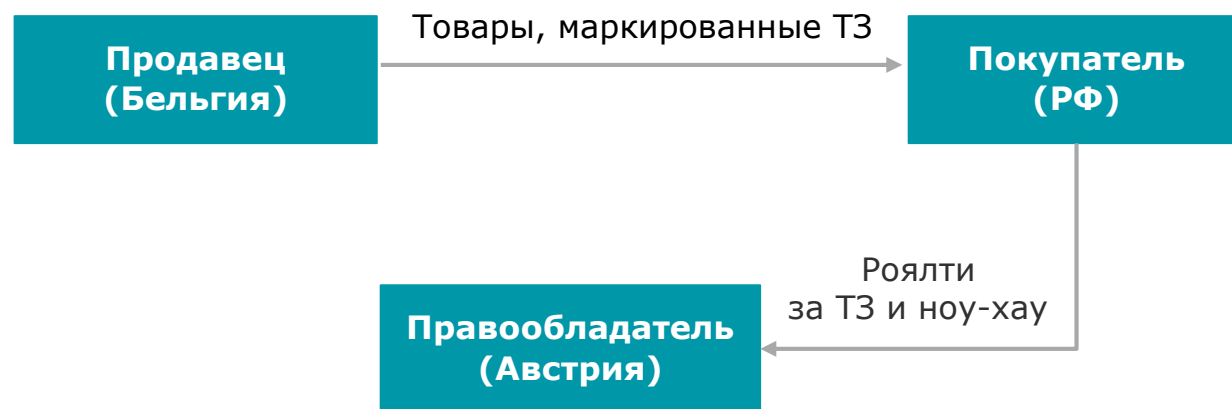 Товары, маркированные ТЗ
Продавец
(Бельгия)
Покупатель
(РФ)
Роялти
за ТЗ и ноу-хау
Правообладатель
(Австрия)